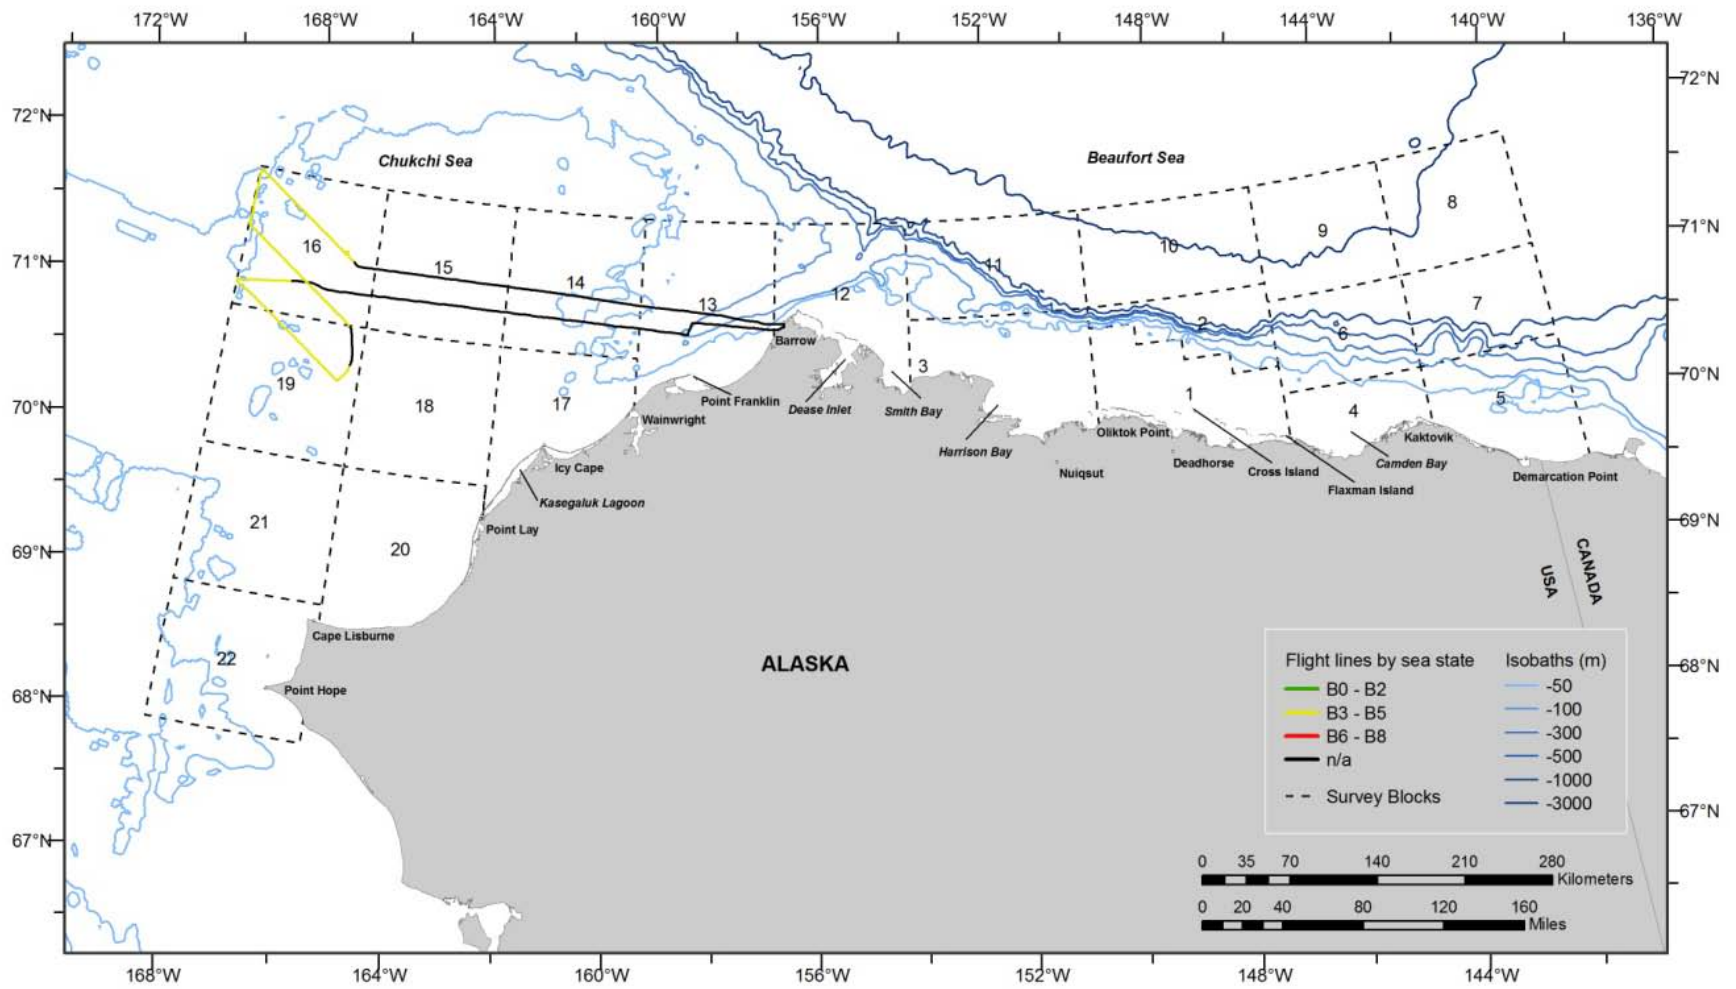 172°W 168°W 164°W 160°W 156°W 152°W 148°W 144°W 140°W 136°W
72°N 72°N
Chukchi Sea Beaufort Sea
8
71°N
16 9
10
71°N 15 14 11
13 12 7
2 6
Barrow
70°N
19 3
Point Franklin Dease Inlet Smith Bay 1 5
70°N 18 17 4
Wainwright
Oliktok Point Kaktovik
Harrison Bay
Icy Cape Nuiqsut Deadhorse Cross Island Camden Bay
Demarcation Point
Flaxman Island
Kasegaluk Lagoon
21 69°N
Point Lay
69°N 20
CANADA
USA
Cape Lisburne
22 ALASKA 68°N
68°N Point Hope
Flight lines by sea state
B0 - B2
B3 - B5
B6 - B8
n/a
Survey Blocks
Isobaths (m)
-50
-100
-300
-500
-1000
-3000
67°N
67°N
0 35 70 140 210 280
Kilometers
0 20 40 80 120 160
Miles
168°W 164°W 160°W 156°W 152°W 148°W 144°W